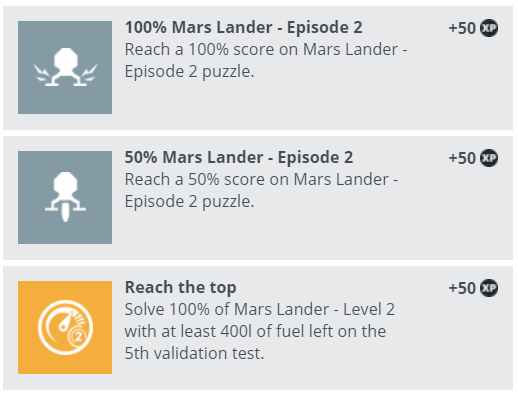 100% Mars Lander - Episode 2
+50 XP
Reach a 100% score on Mars Lander -
Episode 2 puzzle.
50% Mars Lander - Episode 2
+50 XP
Reach a 50% score on Mars Lander -
Episode 2 puzzle.
Reach the top
+50 XP
Solve 100% of Mars Lander - Level 2
with at least 400l of fuel left on the
5th validation test.
2